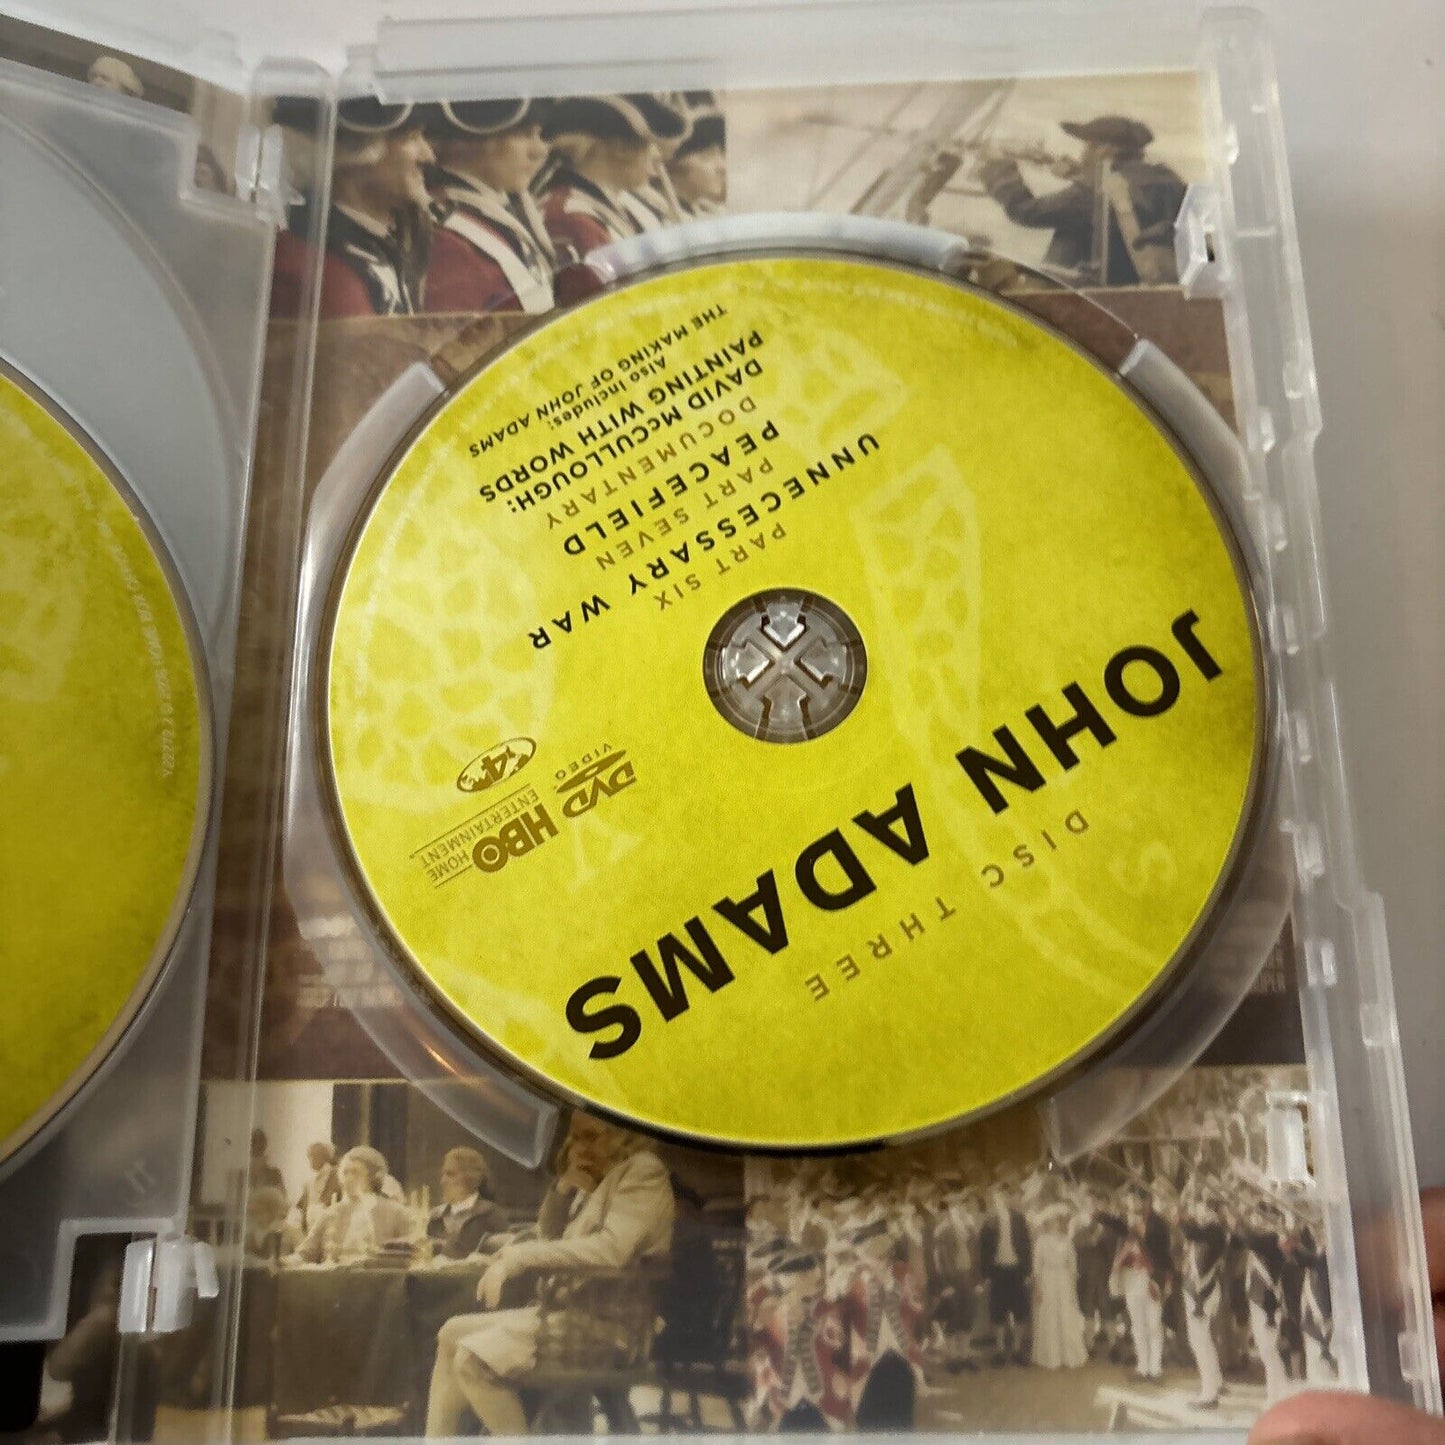 JOHN ADAMS
DISC THREE
PART SIX
UNNECESSARY WAR
PART SEVEN
PEACEFIELD
DOCUMENTARY
DAVID McCULLOUGH:
PAINTING WITH WORDS
Also includes:
THE MAKING OF JOHN ADAMS
DVD
VIDEO
HBO
HOME
ENTERTAINMENT
4